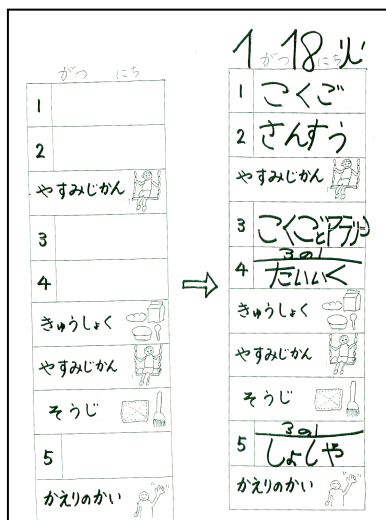 がつ にち
1
2
やすみじかん
3
4
きゅうしょく
やすみじかん
そうじ
5
かえりのかい
1がつ18にち火
1 こくご
2 さんすう
やすみじかん
3 こくごとプリント
3の1
4 たいいく
きゅうしょく
やすみじかん
そうじ
3の1
5 しょしゃ
かえりのかい